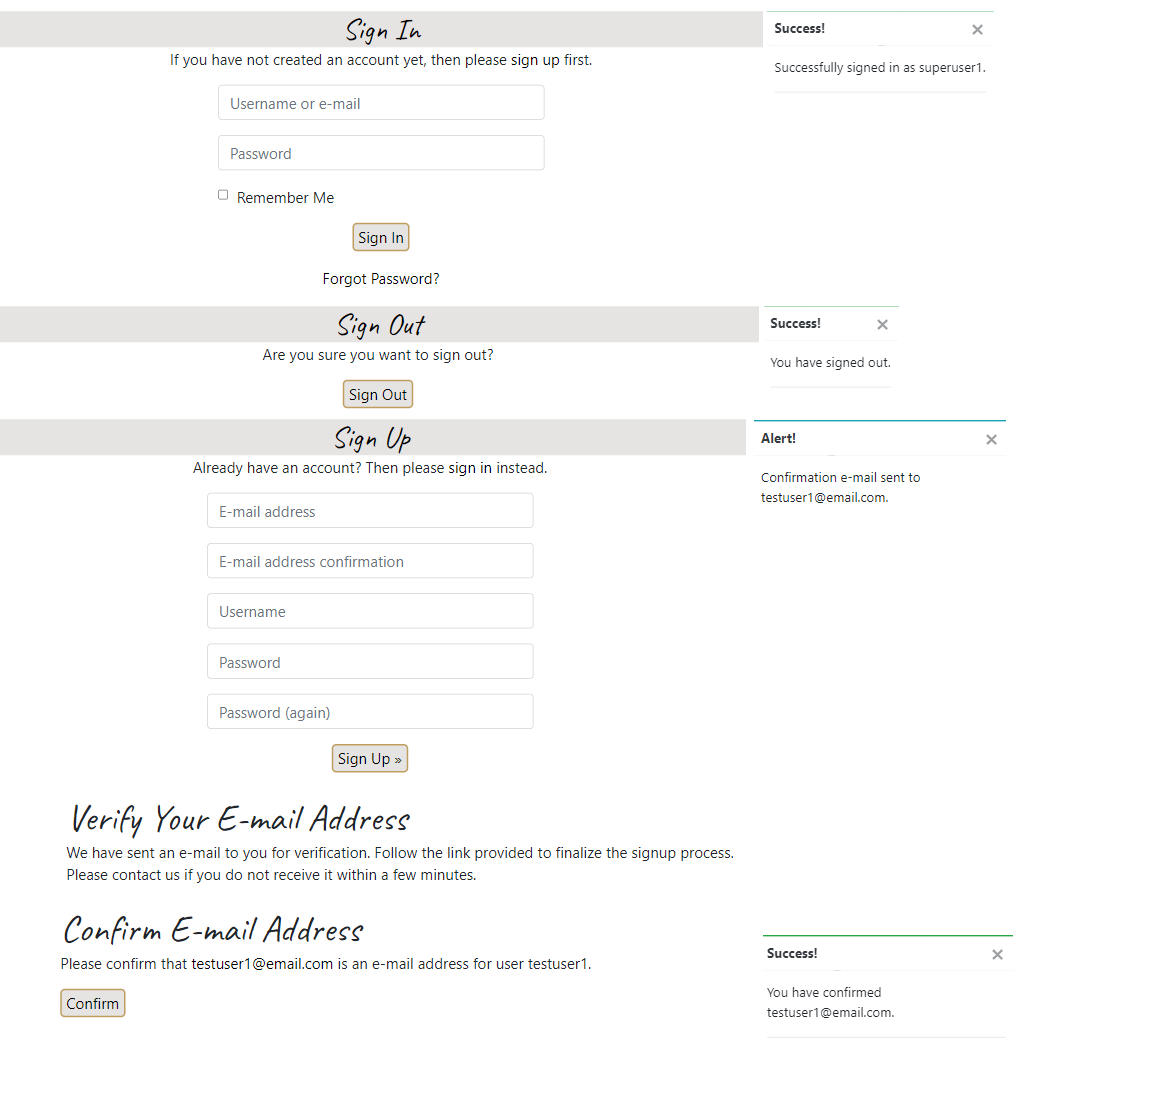 Sign In
If you have not created an account yet, then please sign up first.
Username or e-mail
Password
Remember Me
Sign In
Forgot Password?
Success!
×
Successfully signed in as superuser1.
Sign Out
Are you sure you want to sign out?
Sign Out
Success!
×
You have signed out.
Sign Up
Already have an account? Then please sign in instead.
E-mail address
E-mail address confirmation
Username
Password
Password (again)
Sign Up »
Alert!
×
Confirmation e-mail sent to
testuser1@email.com.
Verify Your E-mail Address
We have sent an e-mail to you for verification. Follow the link provided to finalize the signup process.
Please contact us if you do not receive it within a few minutes.
Confirm E-mail Address
Please confirm that testuser1@email.com is an e-mail address for user testuser1.
Confirm
Success!
×
You have confirmed
testuser1@email.com.